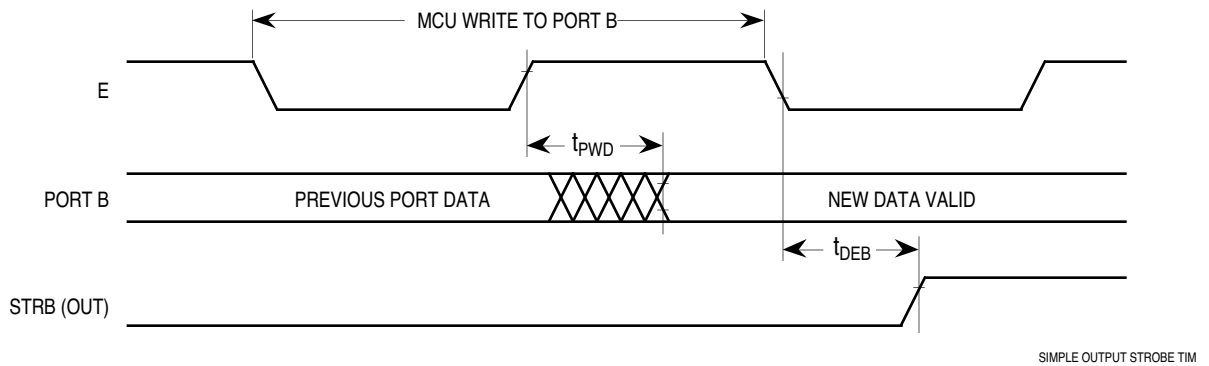 MCU WRITE TO PORT B
E
tPWD
PORT B
PREVIOUS PORT DATA
NEW DATA VALID
tDEB
STRB (OUT)
SIMPLE OUTPUT STROBE TIM